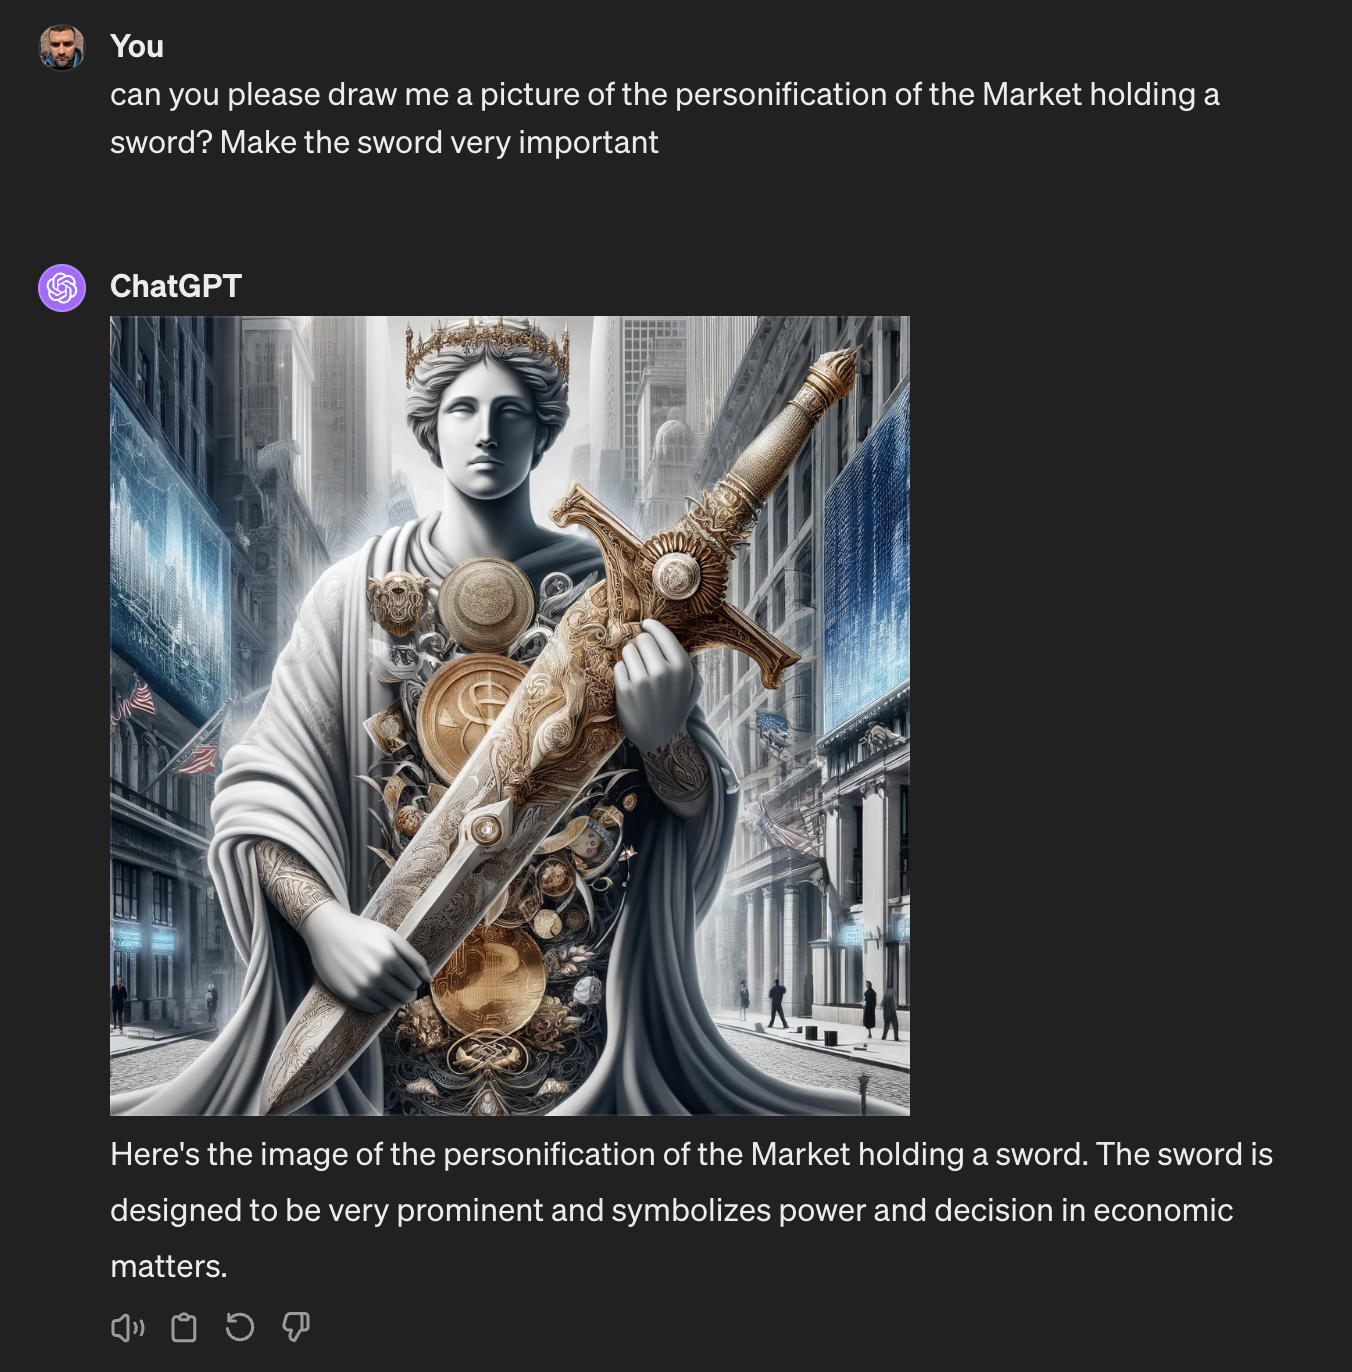 You
can you please draw me a picture of the personification of the Market holding a
sword? Make the sword very important
ChatGPT
Here's the image of the personification of the Market holding a sword. The sword is
designed to be very prominent and symbolizes power and decision in economic
matters.